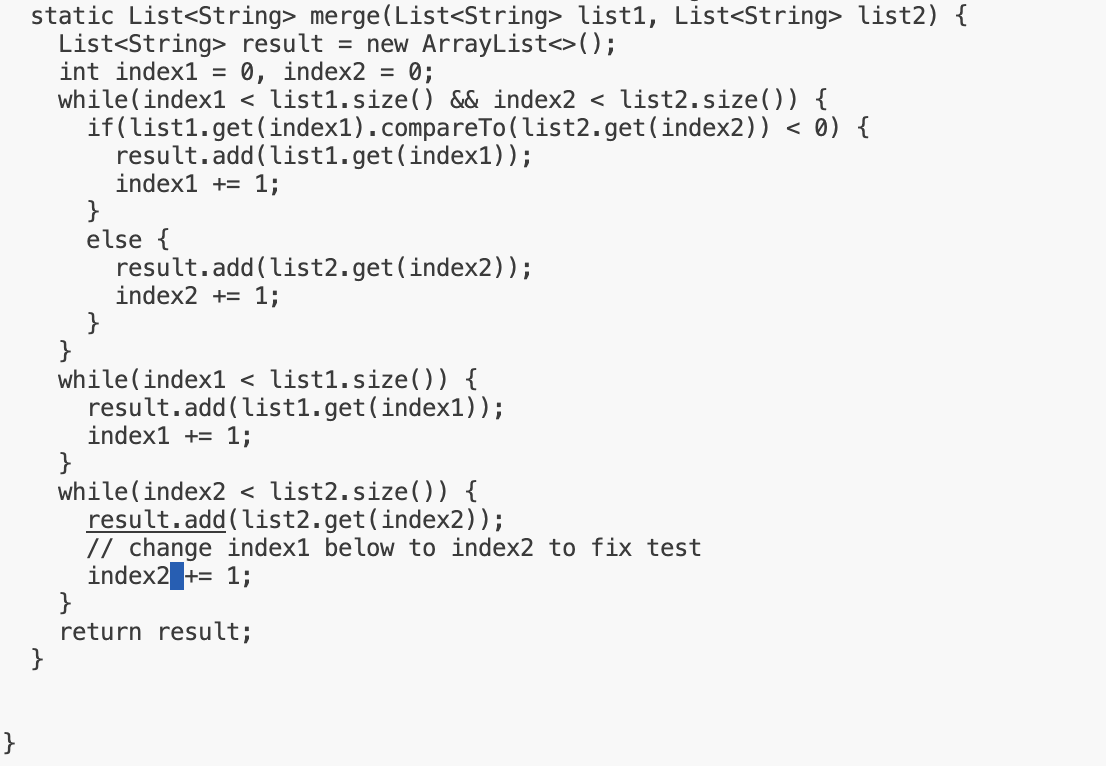 static List<String> merge(List<String> list1, List<String> list2) {
List<String> result = new ArrayList<>();
int index1 = 0, index2 = 0;
while(index1 < list1.size() && index2 < list2.size()) {
if(list1.get(index1).compareTo(list2.get(index2)) < 0) {
result.add(list1.get(index1));
index1 += 1;
}
else {
result.add(list2.get(index2));
index2 += 1;
}
}
while(index1 < list1.size()) {
result.add(list1.get(index1));
index1 += 1;
}
while(index2 < list2.size()) {
result.add(list2.get(index2));
// change index1 below to index2 to fix test
index2 += 1;
}
return result;
}
}